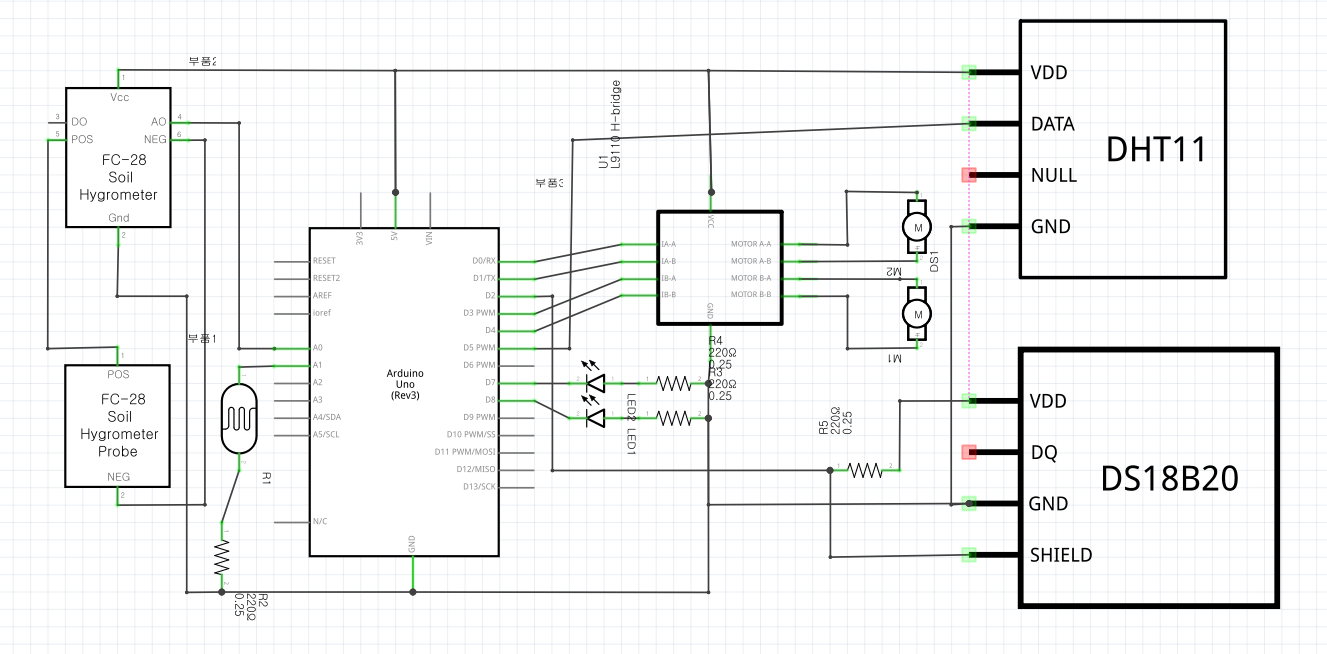 부품2
1
Vcc
3
DO
AO
4
5
POS
NEG
6
FC-28
Soil
Hygrometer
Gnd
2
부품1
1
POS
FC-28
Soil
Hygrometer
Probe
NEG
2
R1
R2
220Ω
0.25
3V3
5V
VIN
RESET
RESET2
AREF
ioref
A0
A1
A2
A3
A4/SDA
A5/SCL
N/C
Arduino
Uno
(Rev3)
D0/RX
D1/TX
D2
D3 PWM
D4
D5 PWM
D6 PWM
D7
D8
D9 PWM
D10 PWM/SS
D11 PWM/MOSI
D12/MISO
D13/SCK
GND
부품3
U1
L9110 H-bridge
VCC
IA-A
IA-B
IB-A
IB-B
MOTOR A-A
MOTOR A-B
MOTOR B-A
MOTOR B-B
GND
M
M2
DS1
M
M1
R4
220Ω
0.25
R3
220Ω
0.25
LED2
LED1
R5
220Ω
0.25
VDD
DATA
NULL
GND
DHT11
VDD
DQ
GND
SHIELD
DS18B20